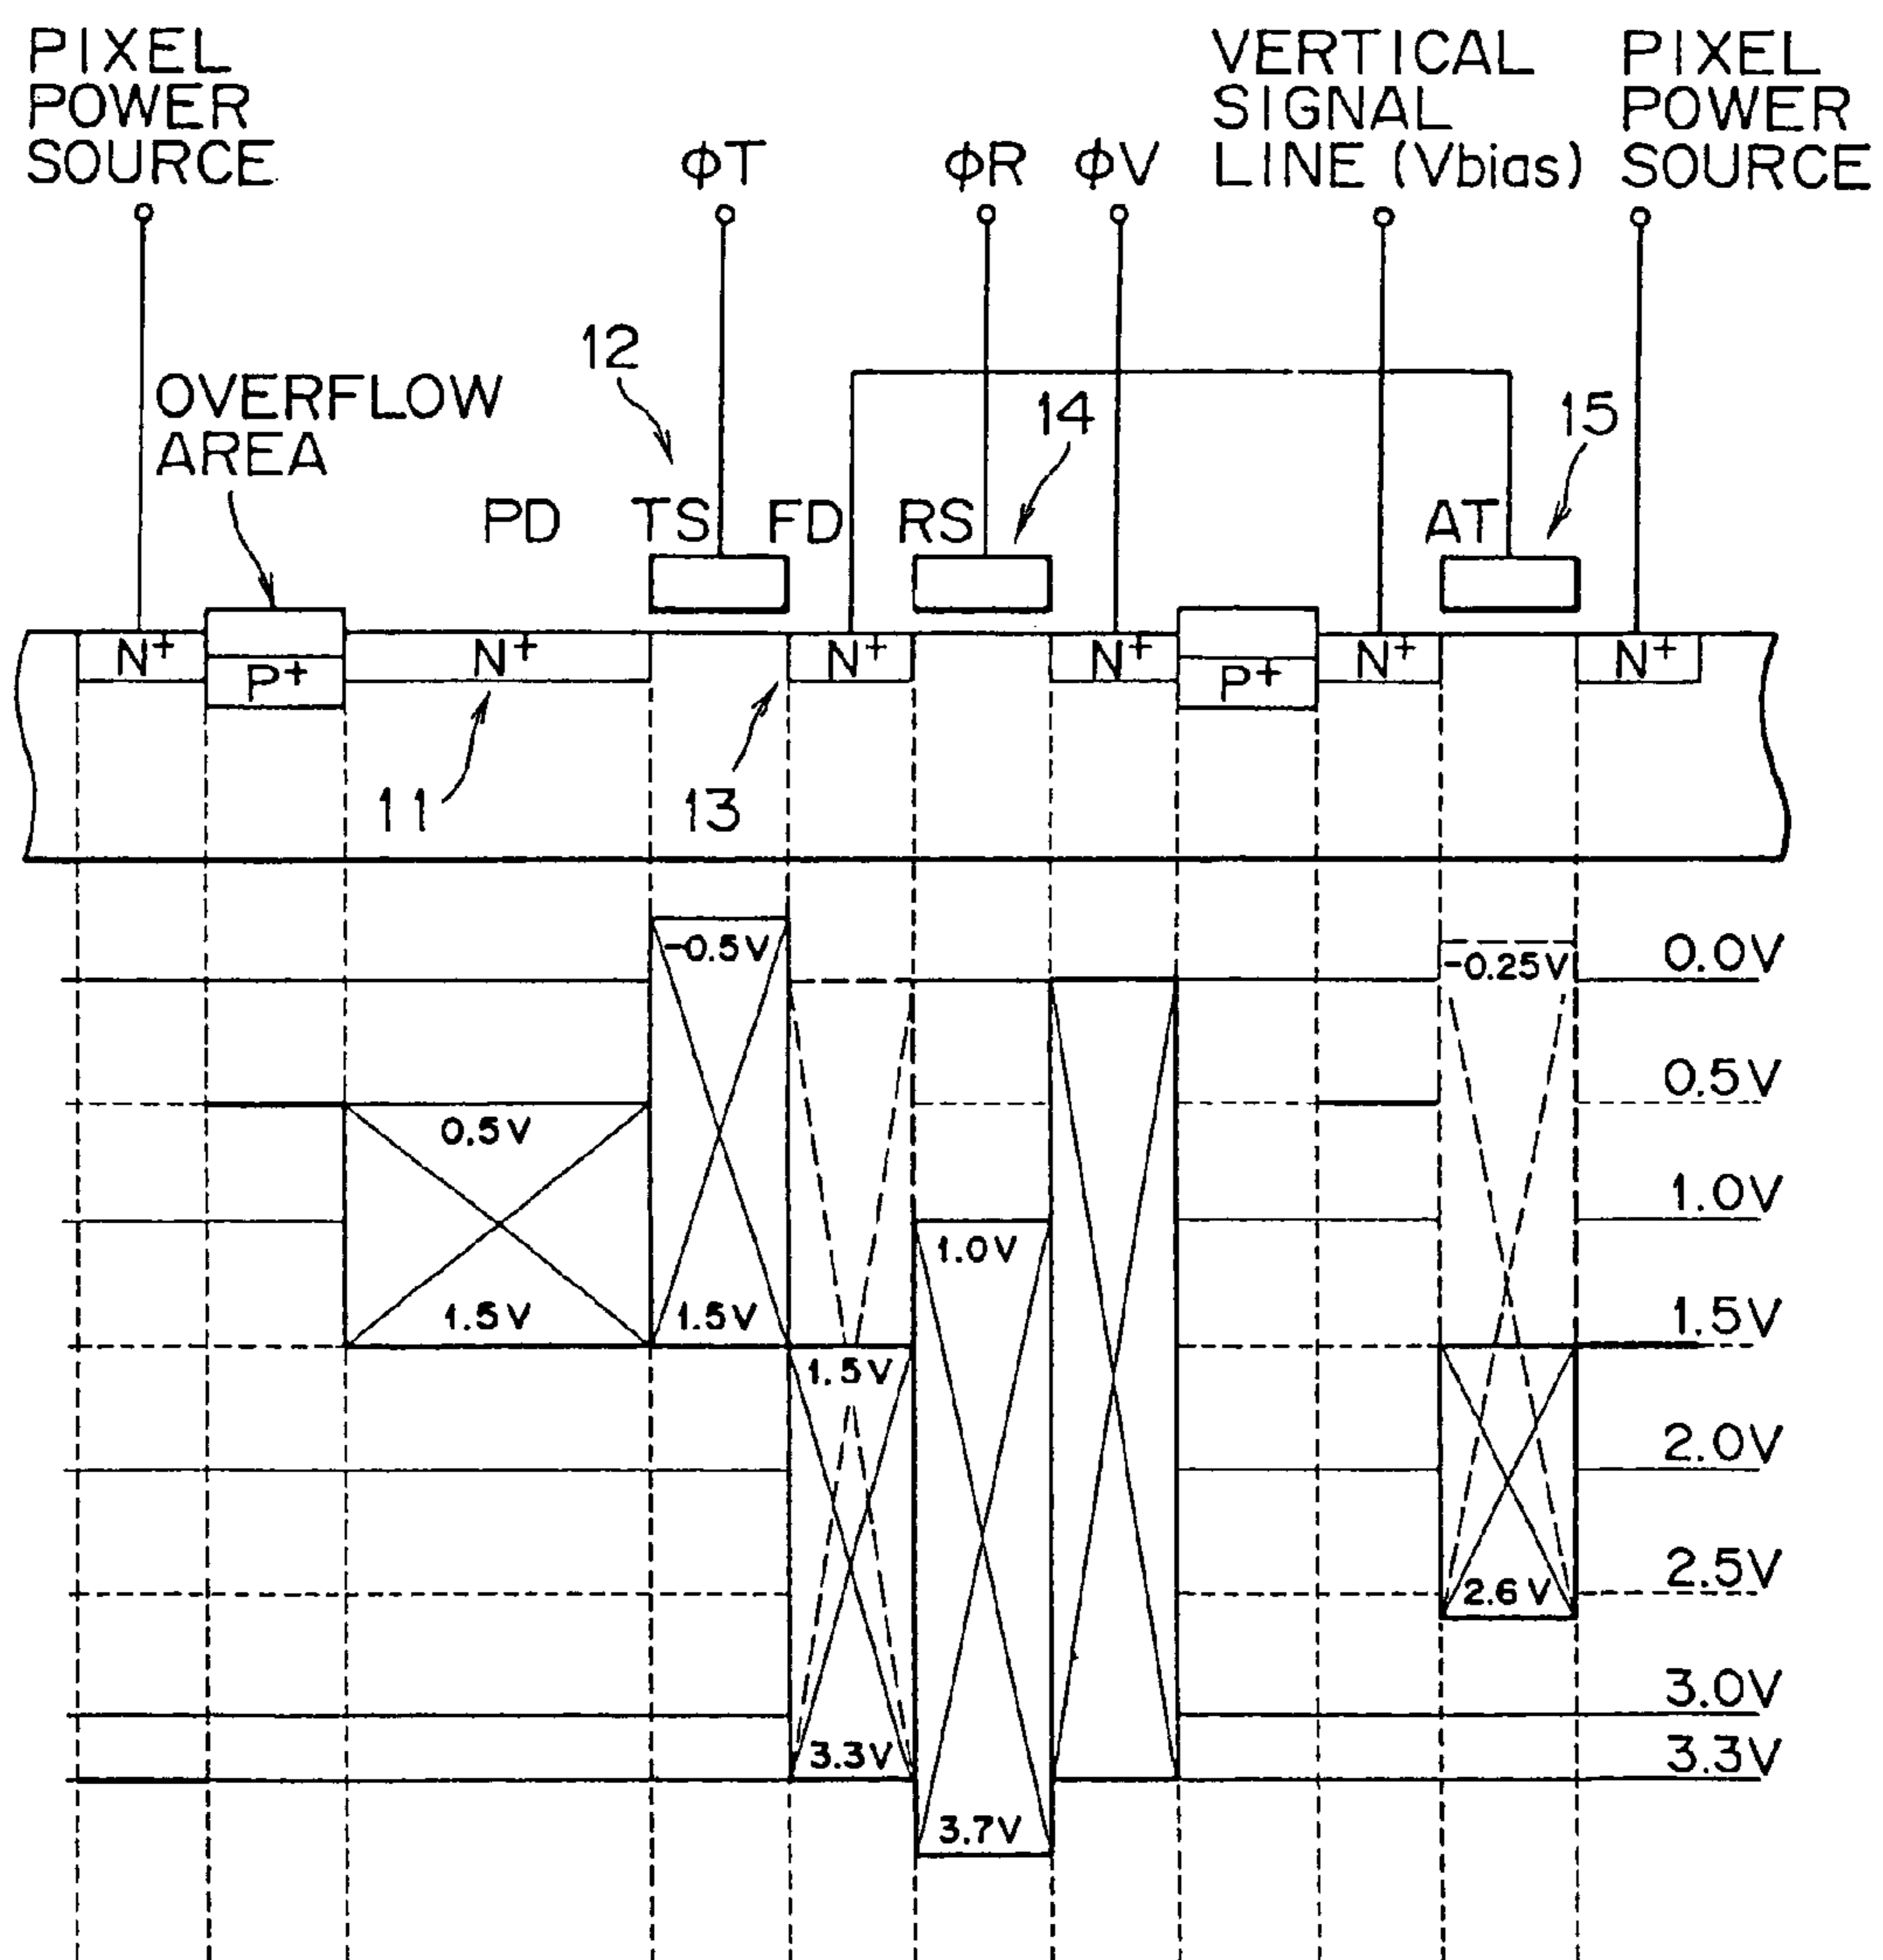 PIXEL
POWER
SOURCE
φT
φR
φV
VERTICAL
SIGNAL
LINE (Vbias)
PIXEL
POWER
SOURCE
12
OVERFLOW
AREA
14
15
PD
TS
FD
RS
AT
N+
P+
N+
N+
N+
P+
N+
N+
11
13
-0.5V
-0.25V
0.0V
0.5V
0.5V
1.0V
1.0V
1.5V
1.5V
1.5V
1.5V
2.0V
2.5V
2.6V
3.0V
3.3V
3.3V
3.7V